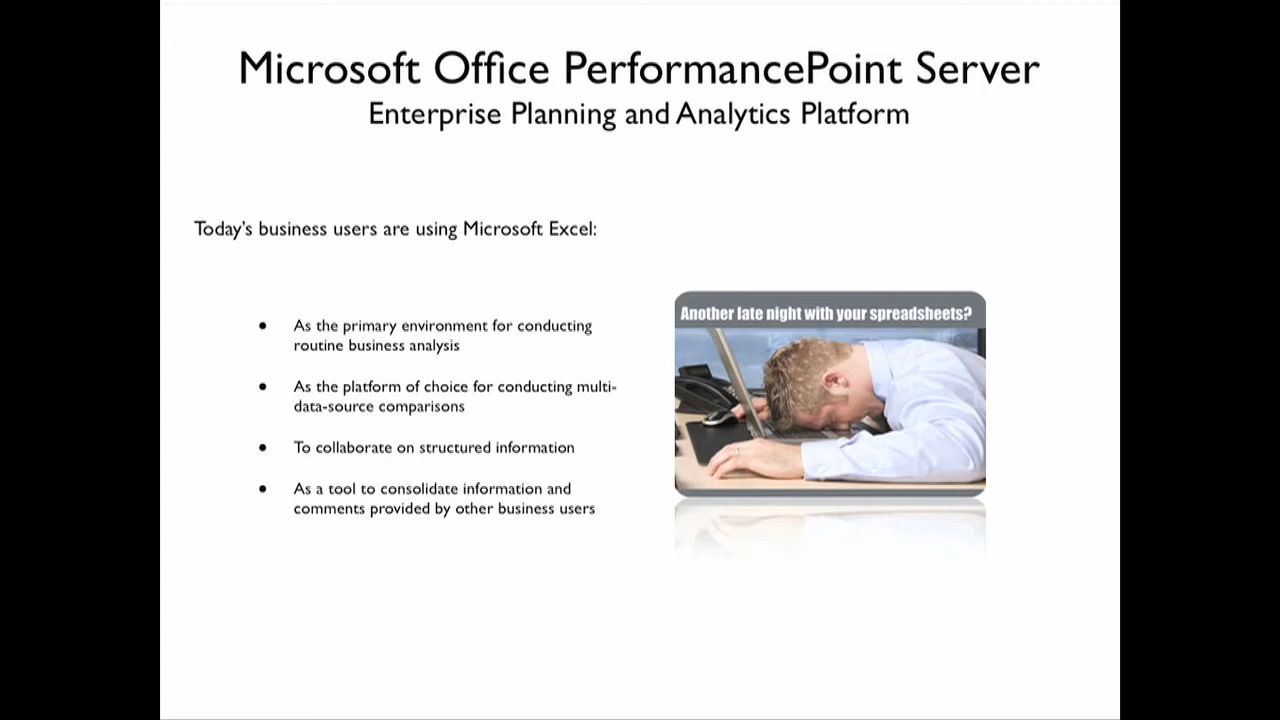 Microsoft Office PerformancePoint Server
Enterprise Planning and Analytics Platform
Today's business users are using Microsoft Excel:
● As the primary environment for conducting
routine business analysis
● As the platform of choice for conducting multi-
data-source comparisons
● To collaborate on structured information
● As a tool to consolidate information and
comments provided by other business users
Another late night with your spreadsheets?